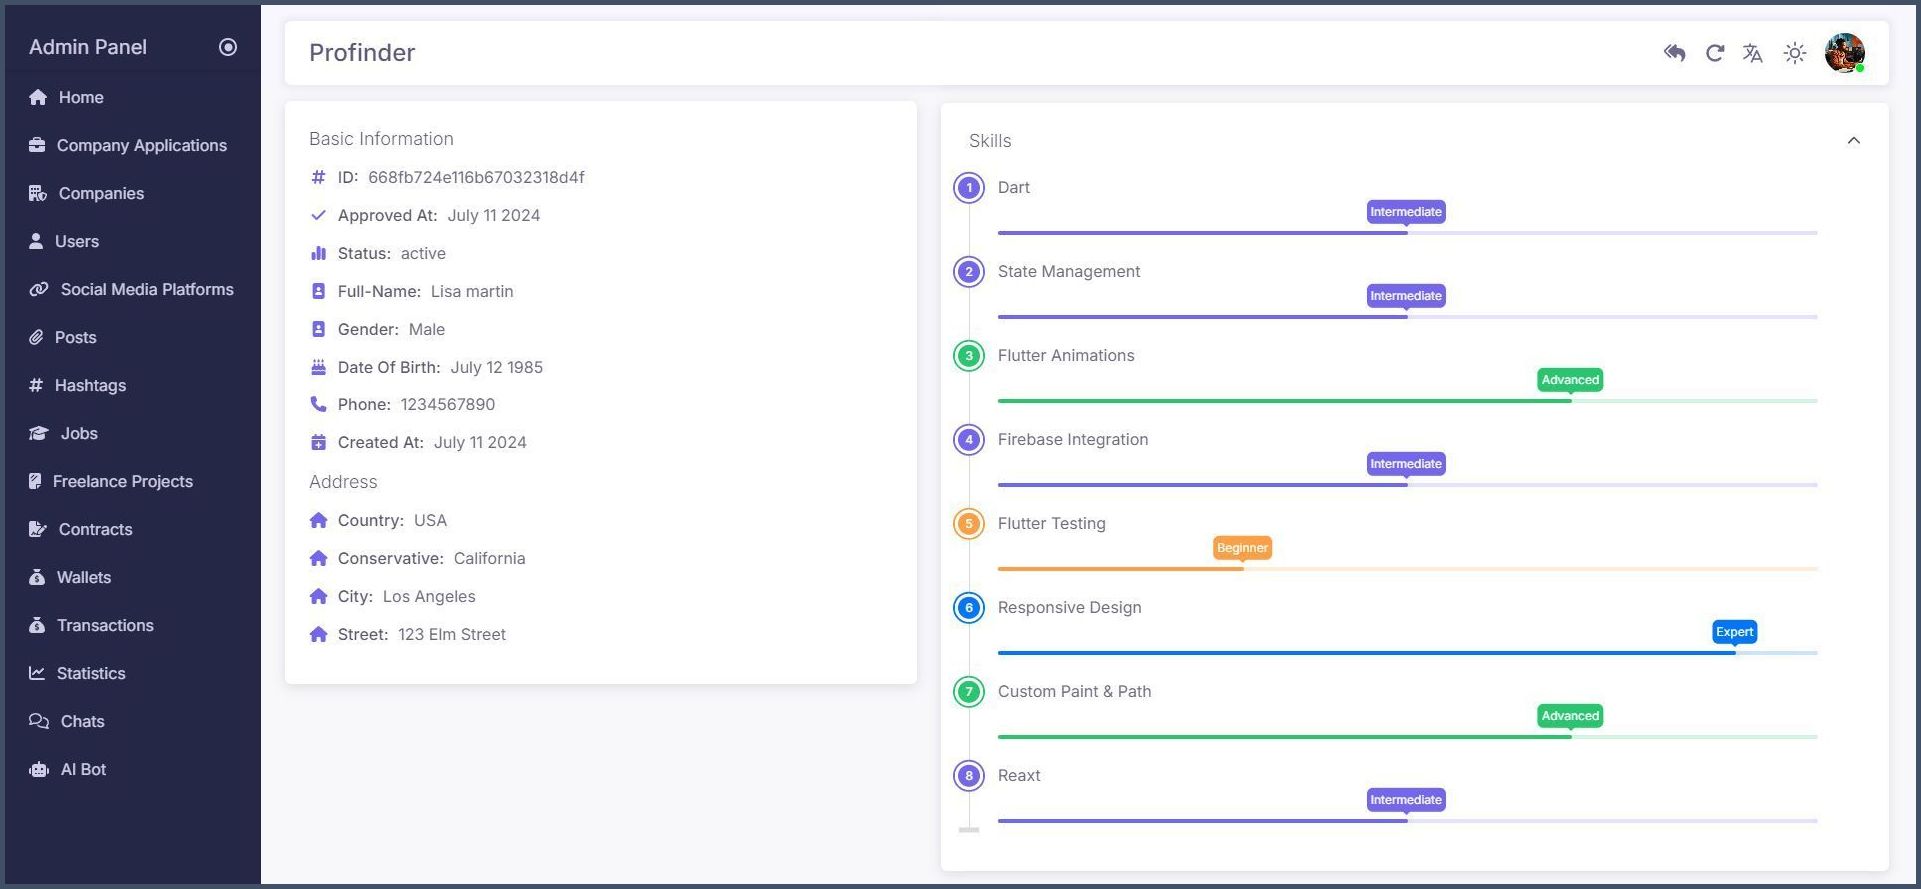 Admin Panel
Home
Company Applications
Companies
Users
Social Media Platforms
Posts
Hashtags
Jobs
Freelance Projects
Contracts
Wallets
Transactions
Statistics
Chats
AI Bot
Profinder
Basic Information
ID: 668fb724e116b67032318d4f
Approved At: July 11 2024
Status: active
Full-Name: Lisa martin
Gender: Male
Date Of Birth: July 12 1985
Phone: 1234567890
Created At: July 11 2024
Address
Country: USA
Conservative: California
City: Los Angeles
Street: 123 Elm Street
Skills
1 Dart
Intermediate
2 State Management
Intermediate
3 Flutter Animations
Advanced
4 Firebase Integration
Intermediate
5 Flutter Testing
Beginner
6 Responsive Design
Expert
7 Custom Paint & Path
Advanced
8 Reaxt
Intermediate